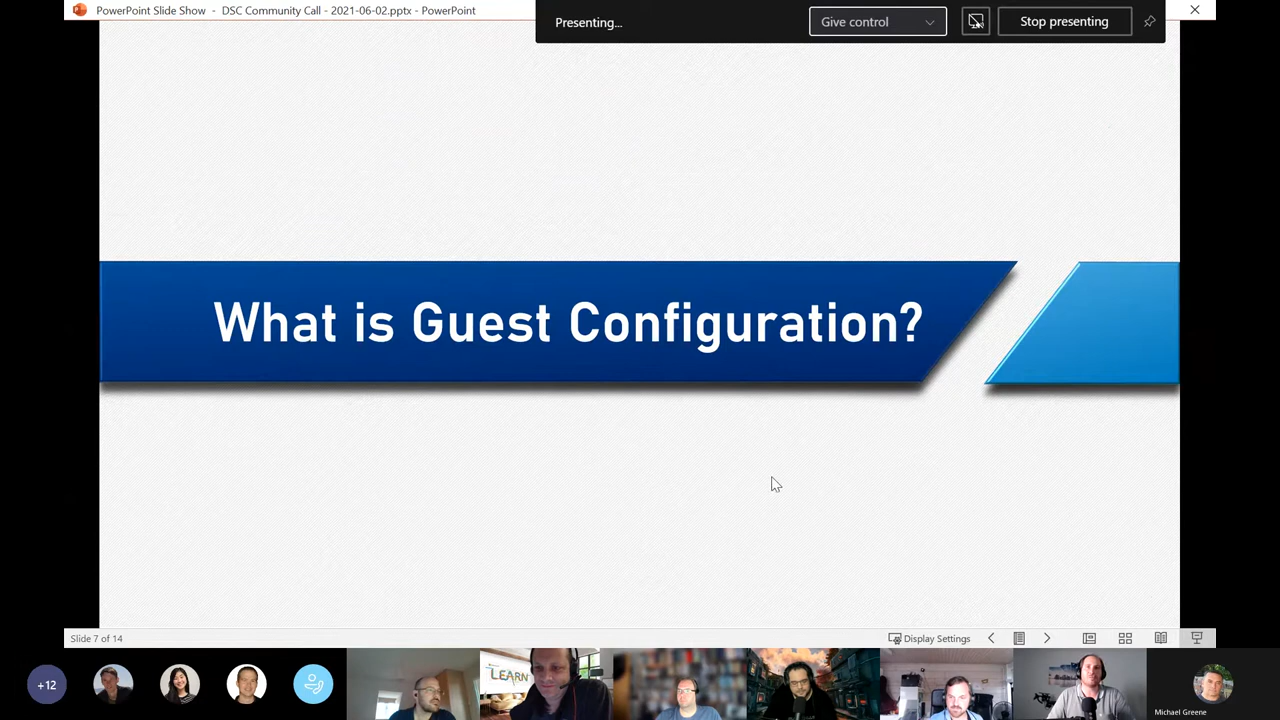 PowerPoint Slide Show - DSC Community Call - 2021-06-02.pptx - PowerPoint
Presenting...
Give control
Stop presenting
What is Guest Configuration?
Slide 7 of 14
Display Settings
+12
LEARN
Michael Greene